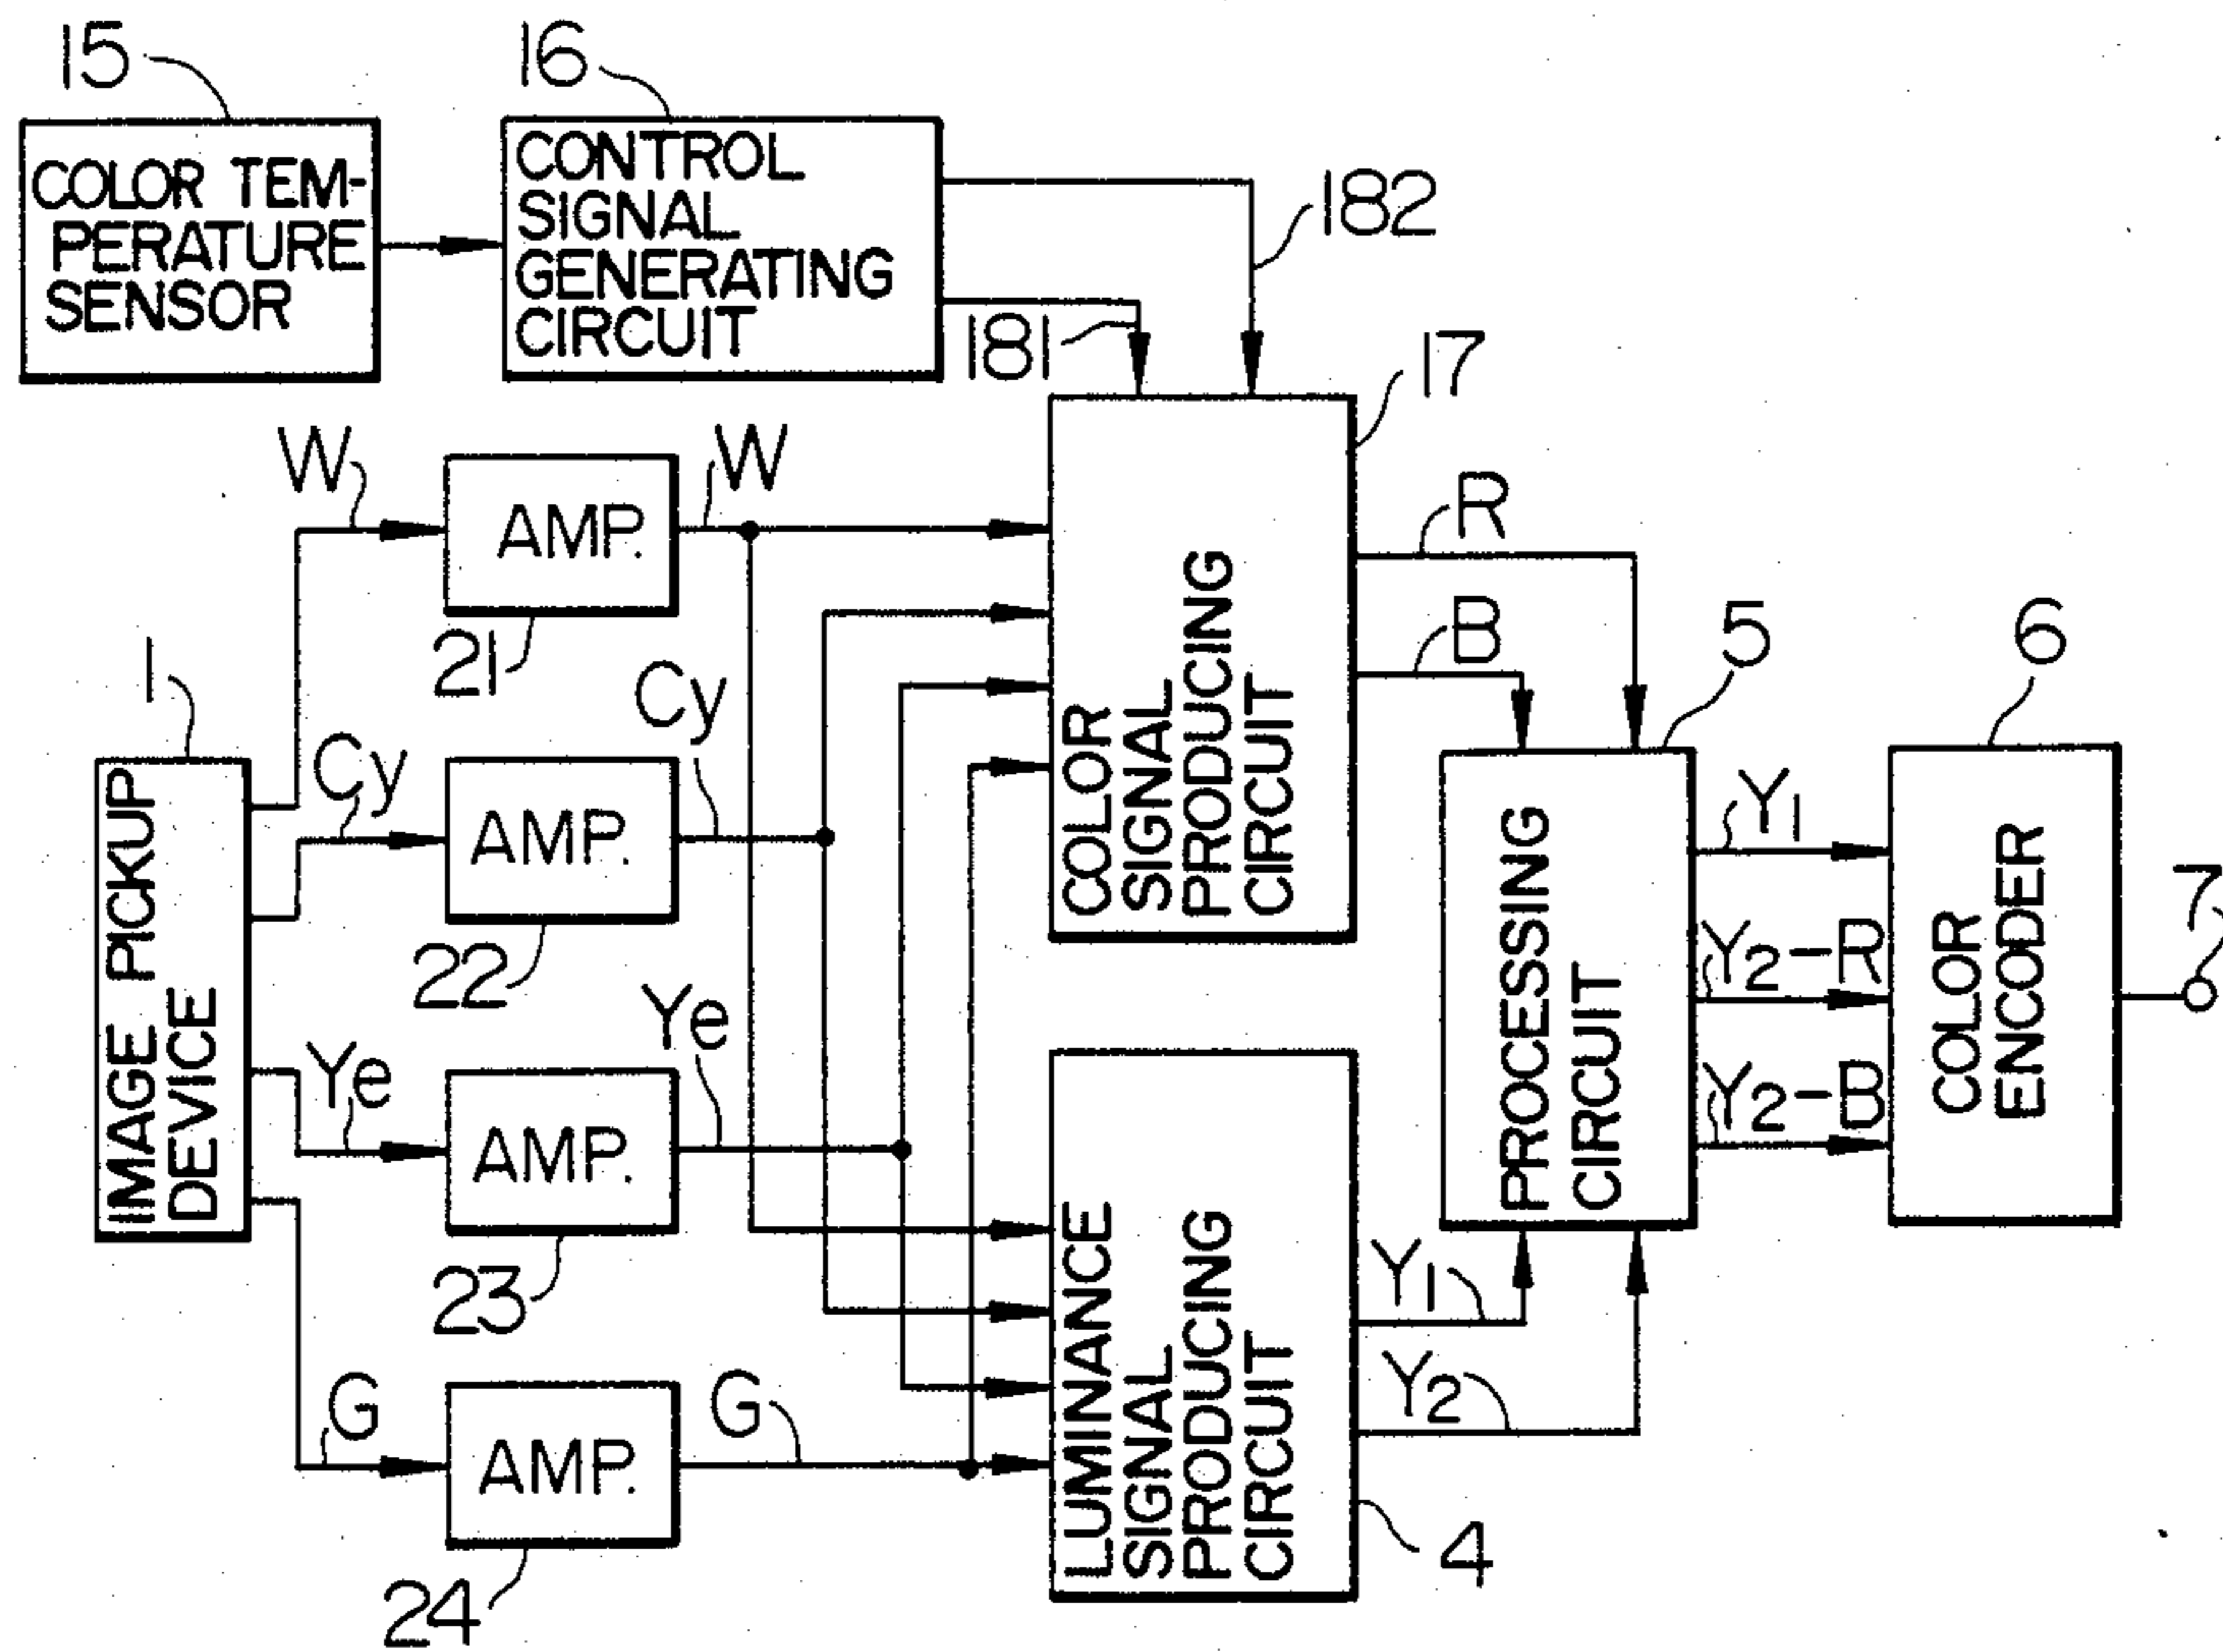 15
16
COLOR TEM-
PERATURE
SENSOR
CONTROL
SIGNAL
GENERATING
CIRCUIT
182
181
17
W
AMP.
W
21
R
B
COLOR
SIGNAL
PRODUCING
CIRCUIT
1
IMAGE PICKUP
DEVICE
Cy
AMP.
Cy
22
Ye
AMP.
Ye
23
G
AMP.
G
24
LUMINANCE
SIGNAL
PRODUCING
CIRCUIT
4
Y1
Y2
5
PROCESSING
CIRCUIT
Y1
Y2-R
Y2-B
6
COLOR
ENCODER
7